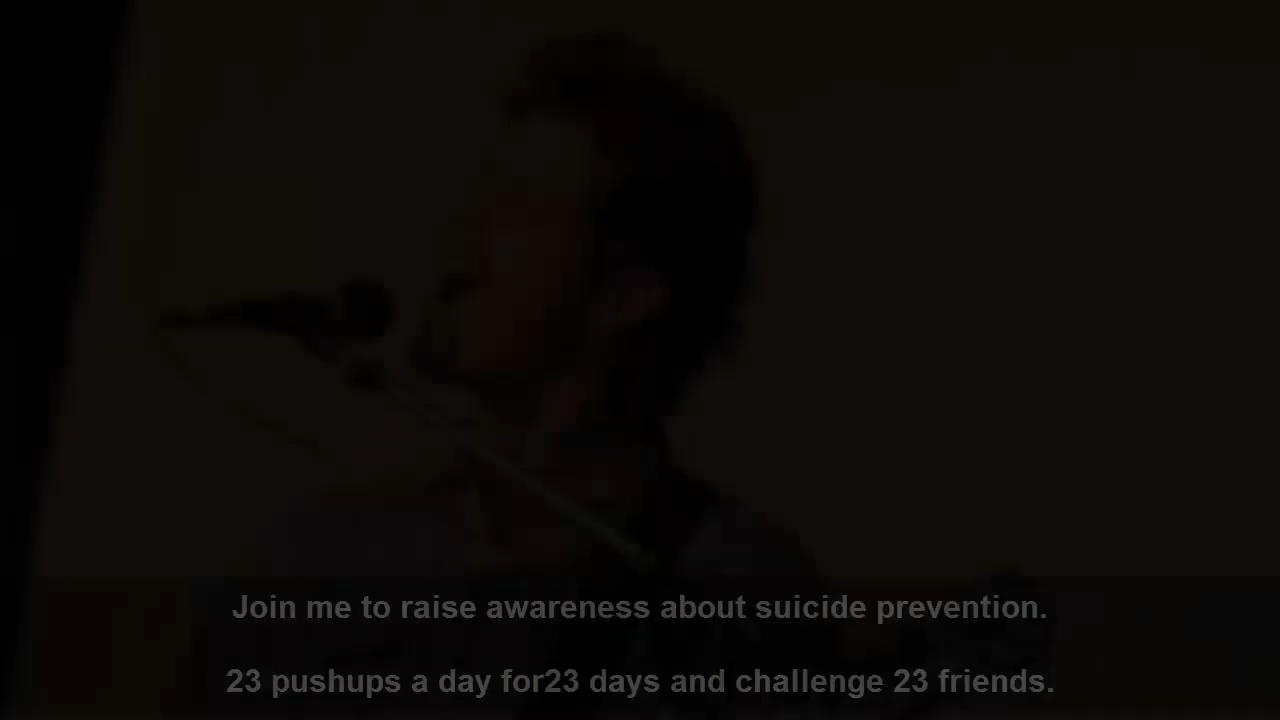 Join me to raise awareness about suicide prevention.
23 pushups a day for23 days and challenge 23 friends.